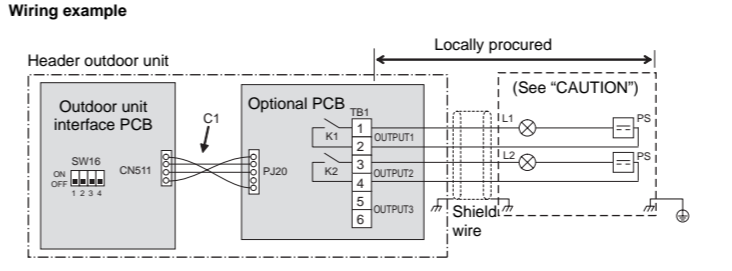 Wiring example
Locally procured
Header outdoor unit
(See “CAUTION”)
Outdoor unit
interface PCB
C1
Optional PCB
TB1
L1
PS
K1
1
OUTPUT1
2
SW16
CN511
PJ20
L2
PS
K2
3
OUTPUT2
4
ON
OFF
1 2 3 4
5
OUTPUT3
6
Shield
wire